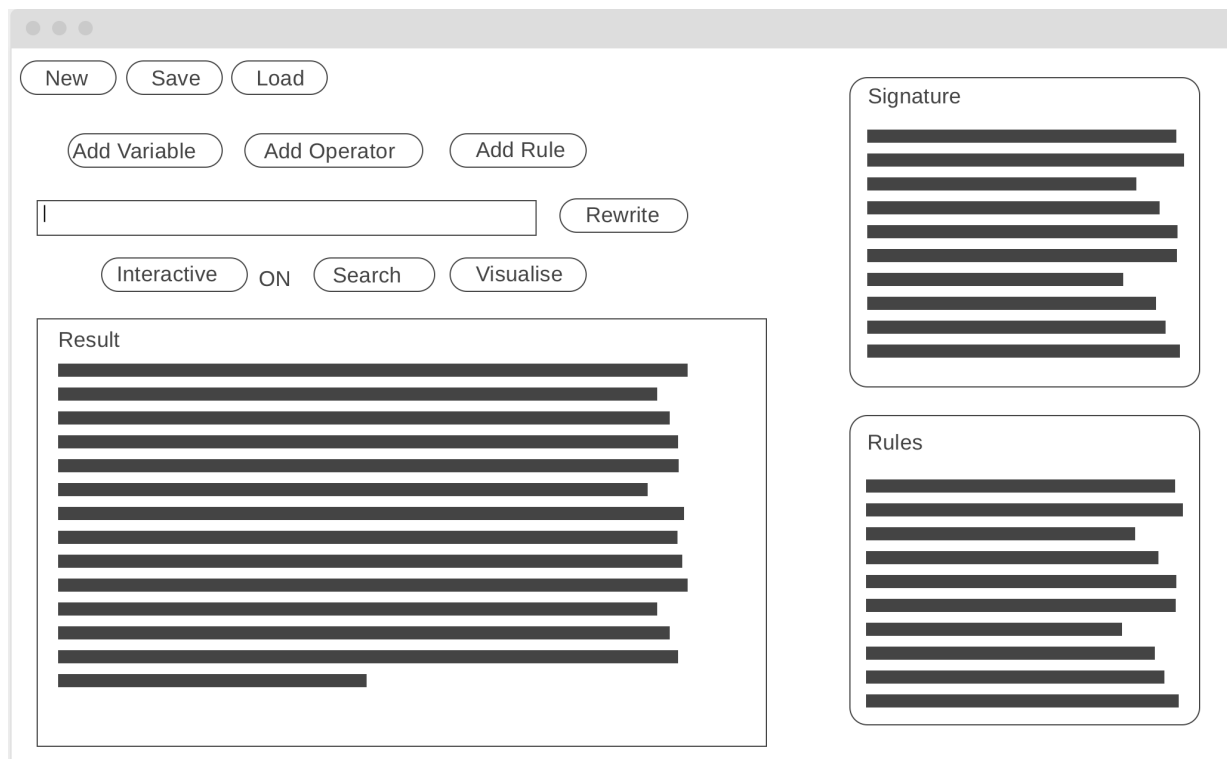 New Save Load
Add Variable Add Operator Add Rule
Rewrite
Interactive ON Search Visualise
Result
Signature
Rules